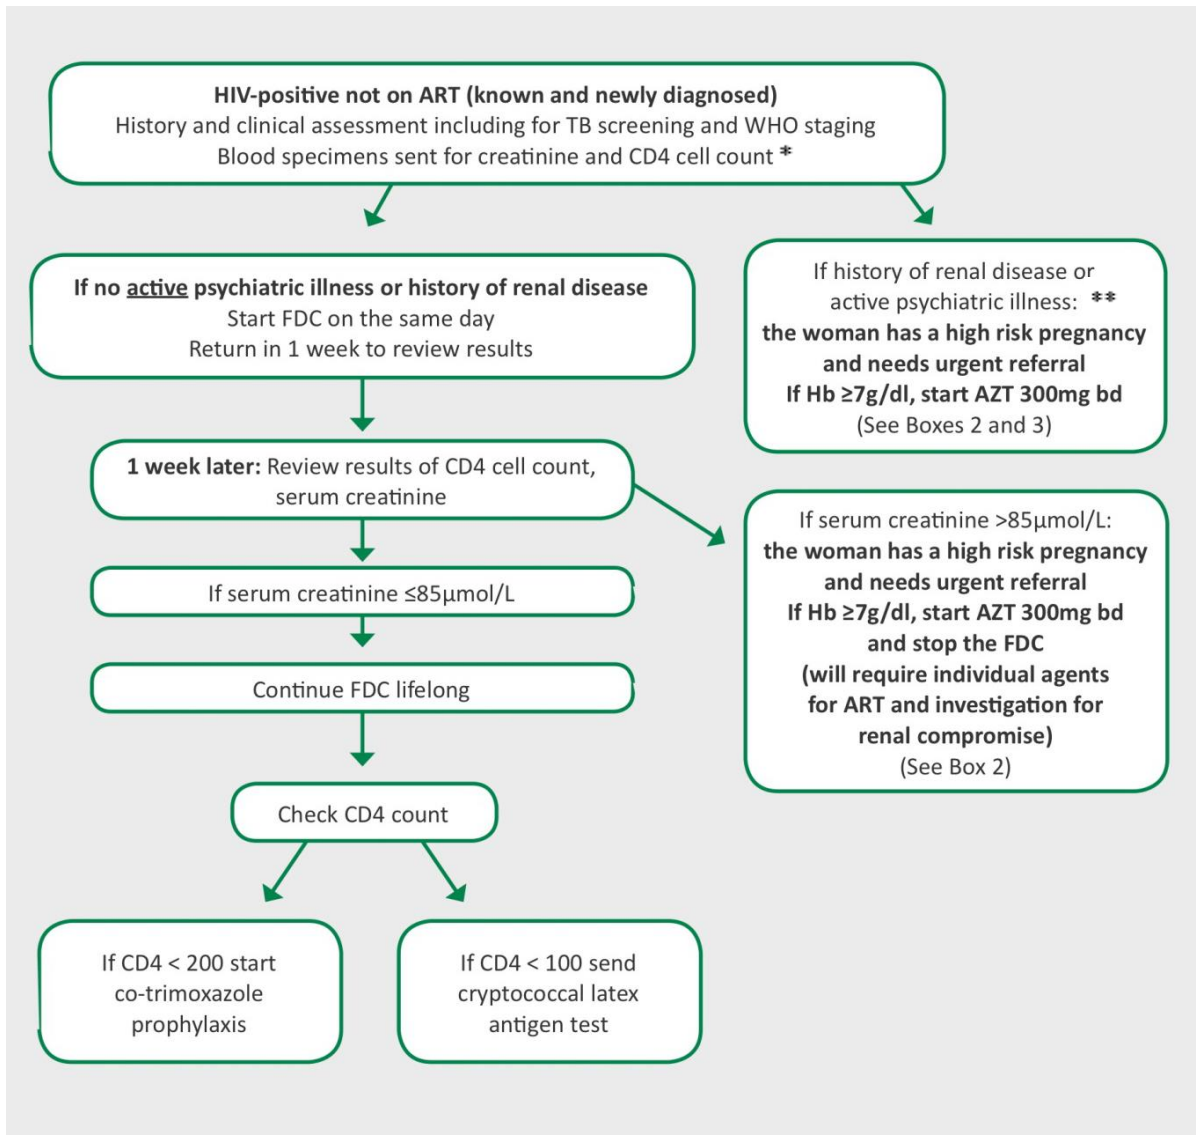 HIV-positive not on ART (known and newly diagnosed)
History and clinical assessment including for TB screening and WHO staging
Blood specimens sent for creatinine and CD4 cell count *
If no active psychiatric illness or history of renal disease
Start FDC on the same day
Return in 1 week to review results
If history of renal disease or
active psychiatric illness: **
the woman has a high risk pregnancy
and needs urgent referral
If Hb ≥7g/dl, start AZT 300mg bd
(See Boxes 2 and 3)
1 week later: Review results of CD4 cell count,
serum creatinine
If serum creatinine >85µmol/L:
the woman has a high risk pregnancy
and needs urgent referral
If Hb ≥7g/dl, start AZT 300mg bd
and stop the FDC
(will require individual agents
for ART and investigation for
renal compromise)
(See Box 2)
If serum creatinine ≤85µmol/L
Continue FDC lifelong
Check CD4 count
If CD4 < 200 start
co-trimoxazole
prophylaxis
If CD4 < 100 send
cryptococcal latex
antigen test